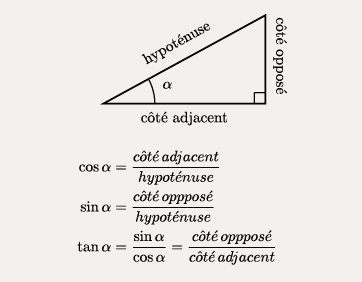 hypoténuse
côté opposé
α
côté adjacent
cos α = côté adjacent / hypoténuse
sin α = côté oppposé / hypoténuse
tan α = sin α / cos α = côté oppposé / côté adjacent